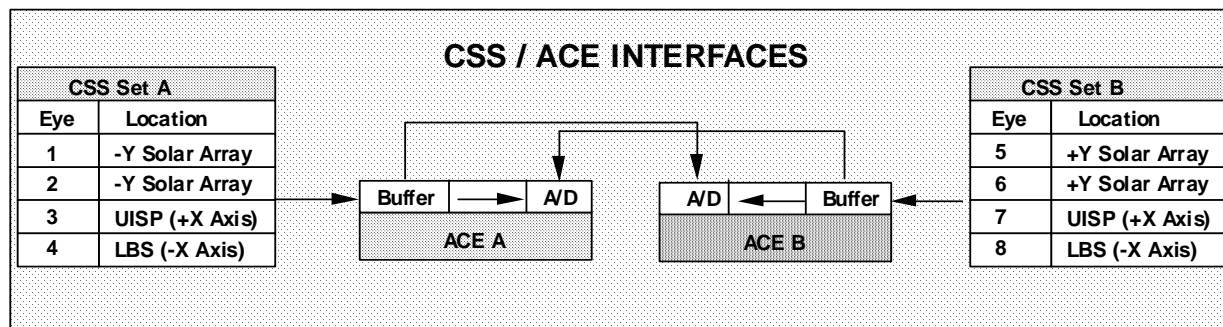 CSS / ACE INTERFACES
CSS Set A
Eye Location
1 -Y Solar Array
2 -Y Solar Array
3 UISP (+X Axis)
4 LBS (-X Axis)
Buffer A/D
ACE A
A/D Buffer
ACE B
CSS Set B
Eye Location
5 +Y Solar Array
6 +Y Solar Array
7 UISP (+X Axis)
8 LBS (-X Axis)